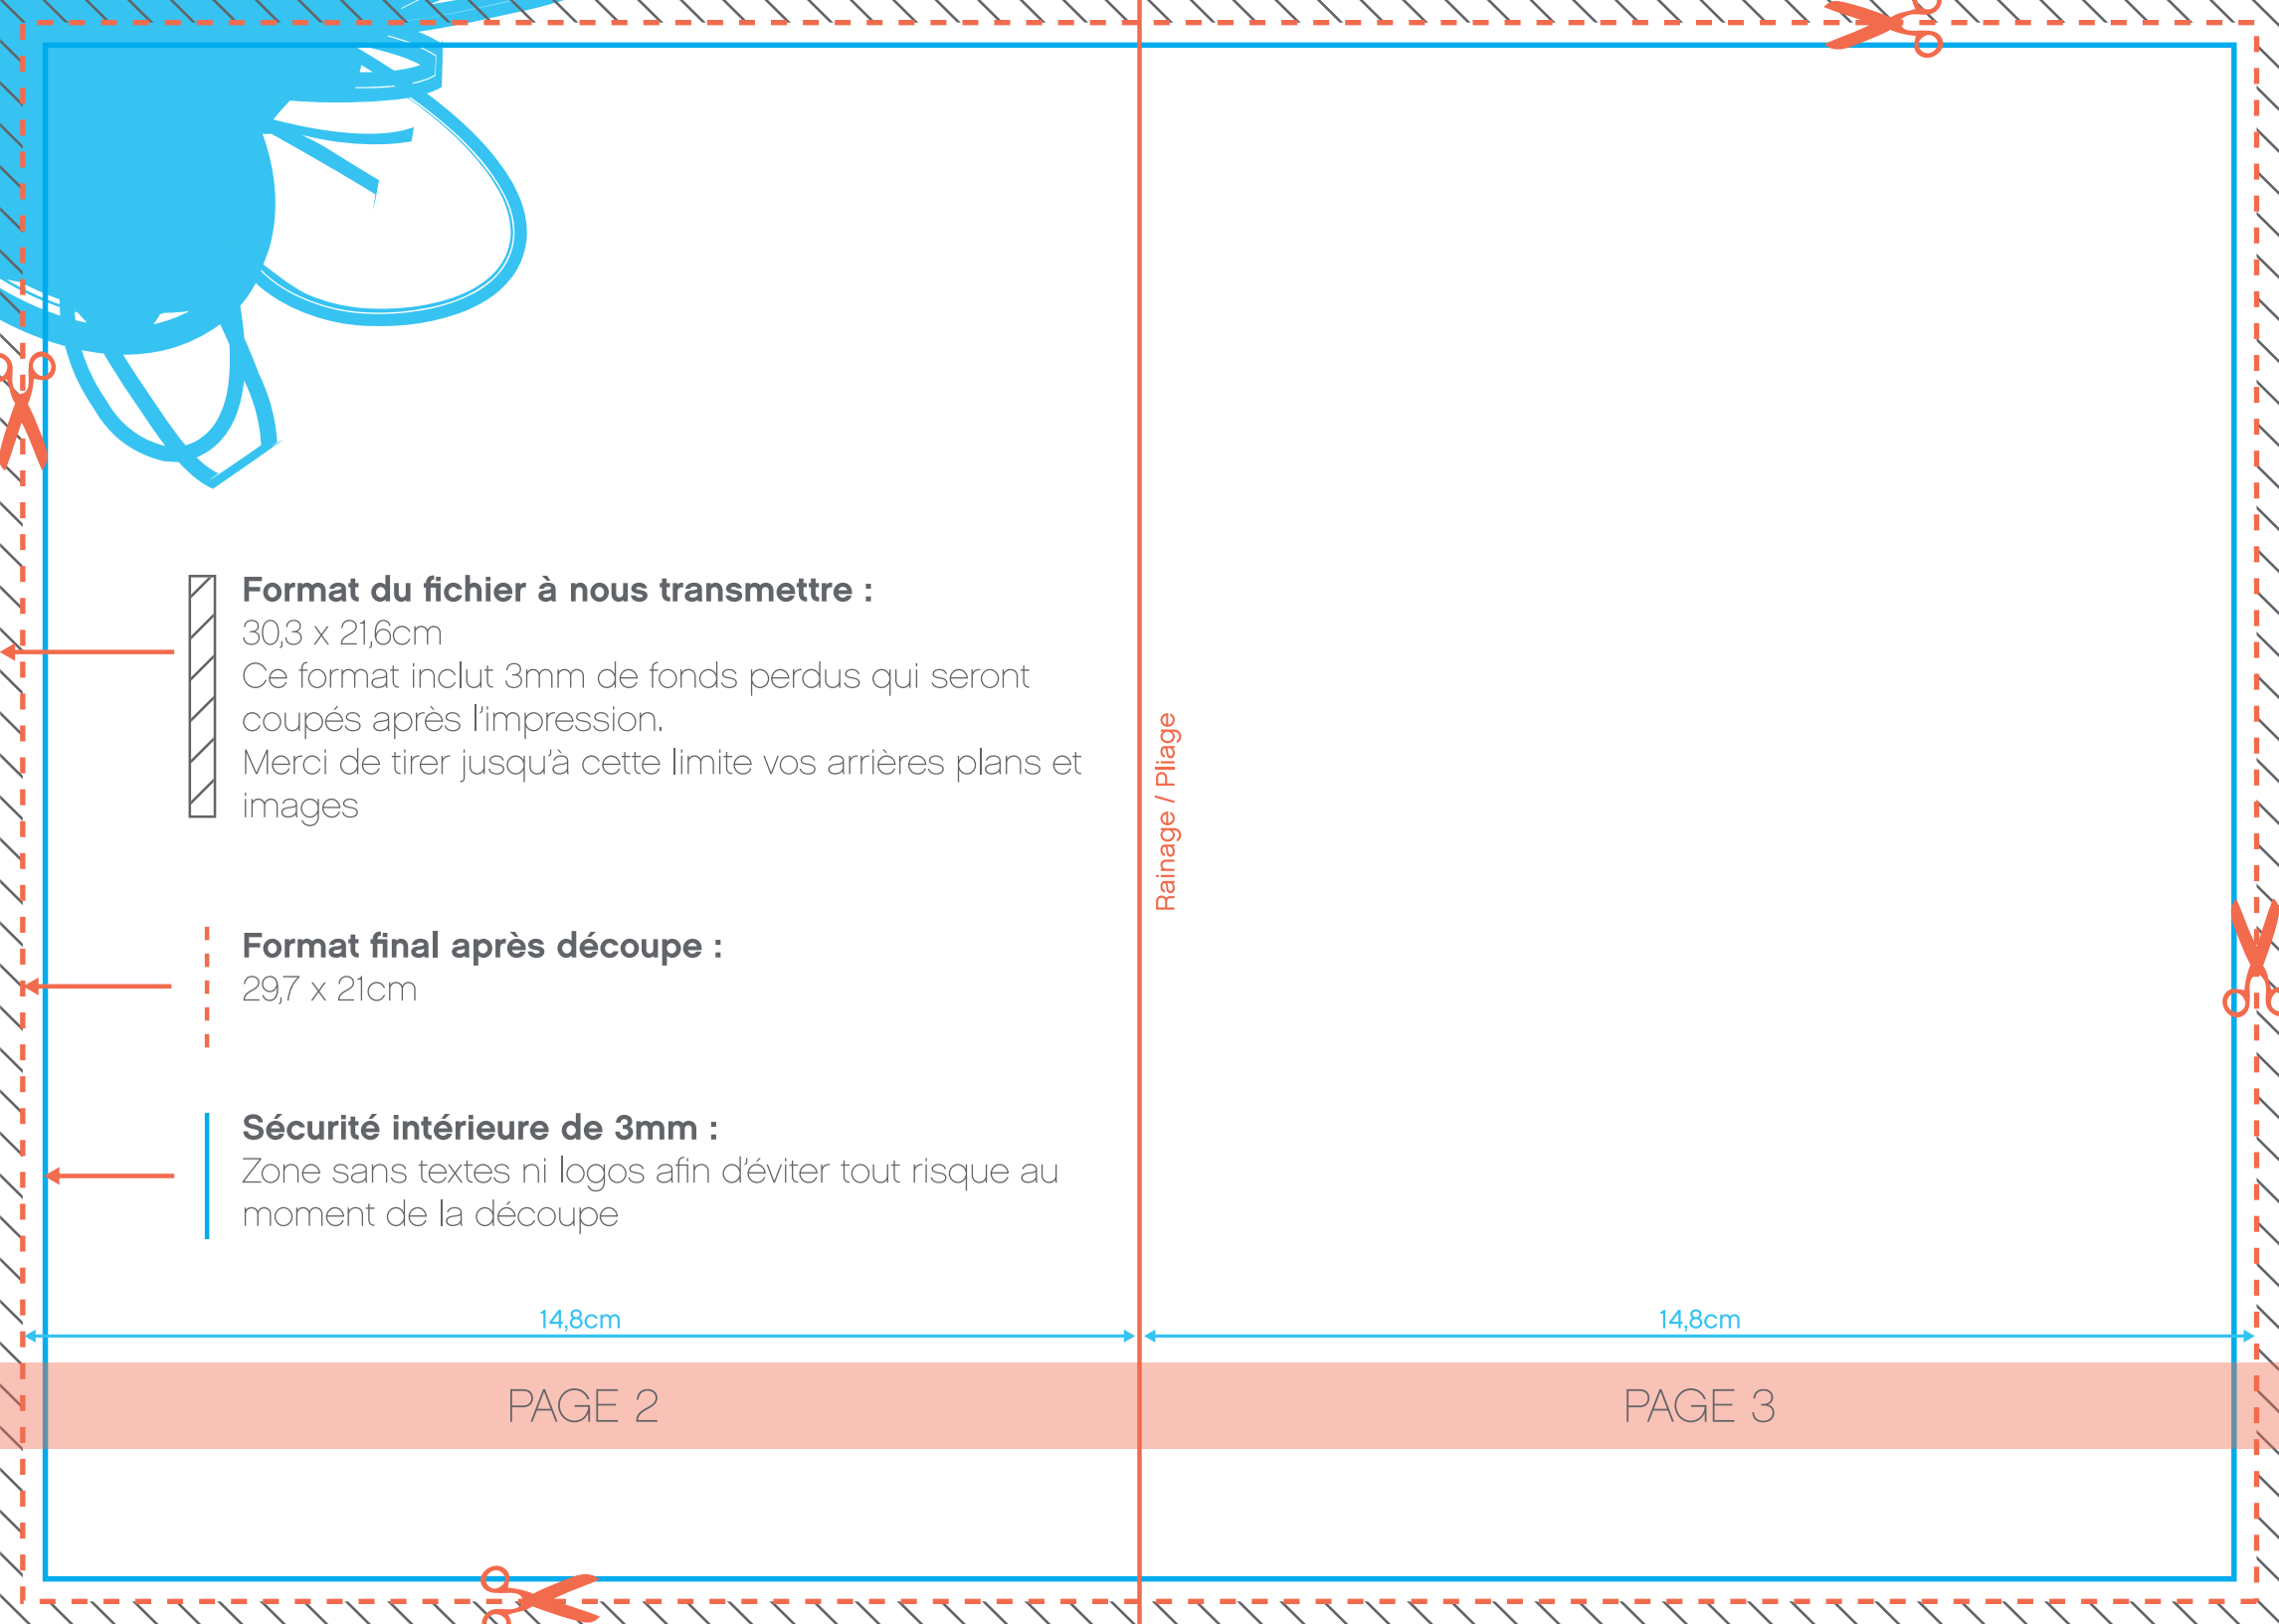 Format du fichier à nous transmettre :
30,3 x 21,6cm
Ce format inclut 3mm de fonds perdus qui seront
coupés après l'impression.
Merci de tirer jusqu'à cette limite vos arrières plans et
images
Rainage / Pliage
Format final après découpe :
29,7 x 21cm
Sécurité intérieure de 3mm :
Zone sans textes ni logos afin d'éviter tout risque au
moment de la découpe
14,8cm
14,8cm
PAGE 2
PAGE 3